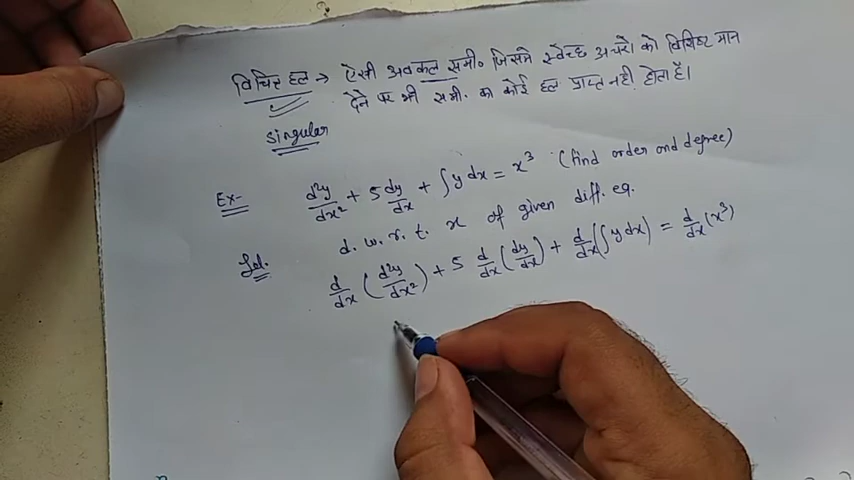 विचित्र हल → ऐसी अवकल समी॰ जिसमे स्वेच्छ अचरों को विशिष्ट मान
देने पर भी समी. का कोई हल प्राप्त नही होता है।
singular
Ex- d²y/dx² + 5 dy/dx + ∫y dx = x³ (find order and degree)
d. w. r. t. x of given diff. eq.
Sol. d/dx (d²y/dx²) + 5 d/dx (dy/dx) + d/dx (∫y dx) = d/dx (x³)